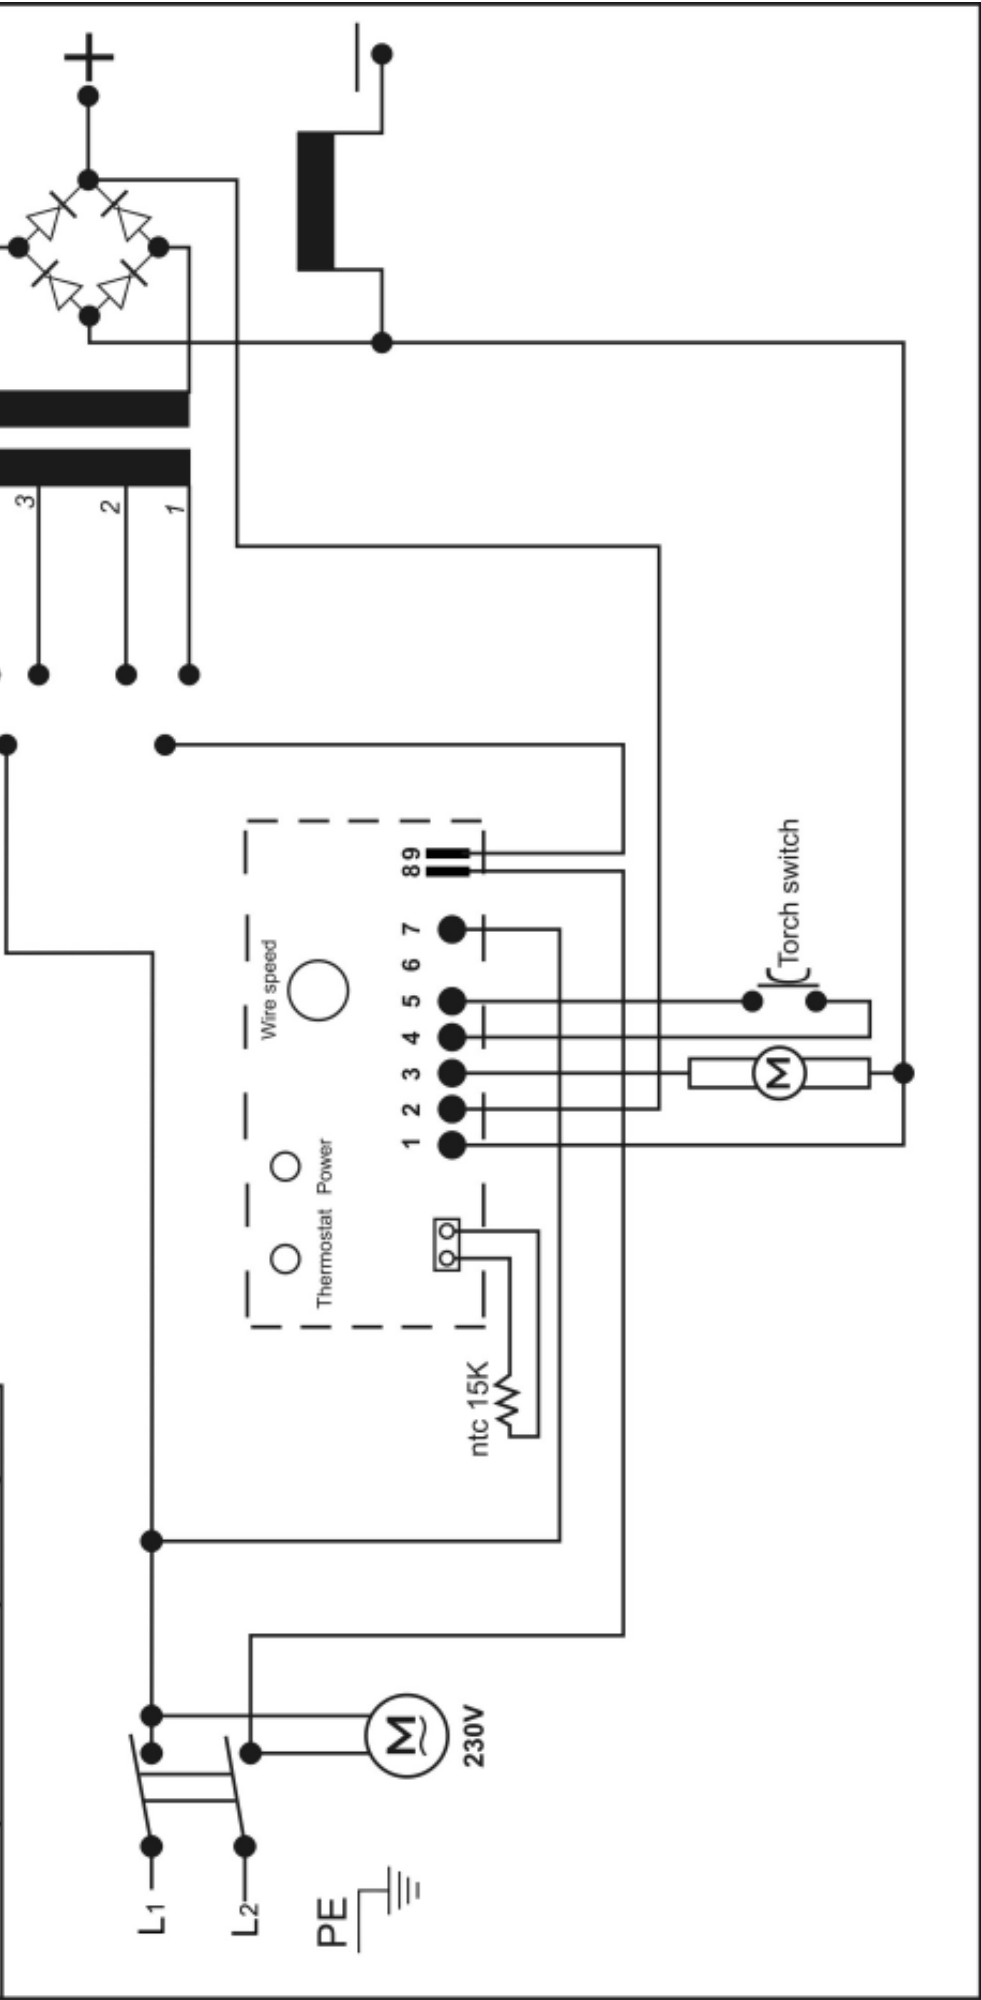 +
—
3
2
1
Wire speed
Power
Thermostat
9
8
7
6
5
4
3
2
1
Torch switch
M
ntc 15K
M
230V
L1
L2
PE